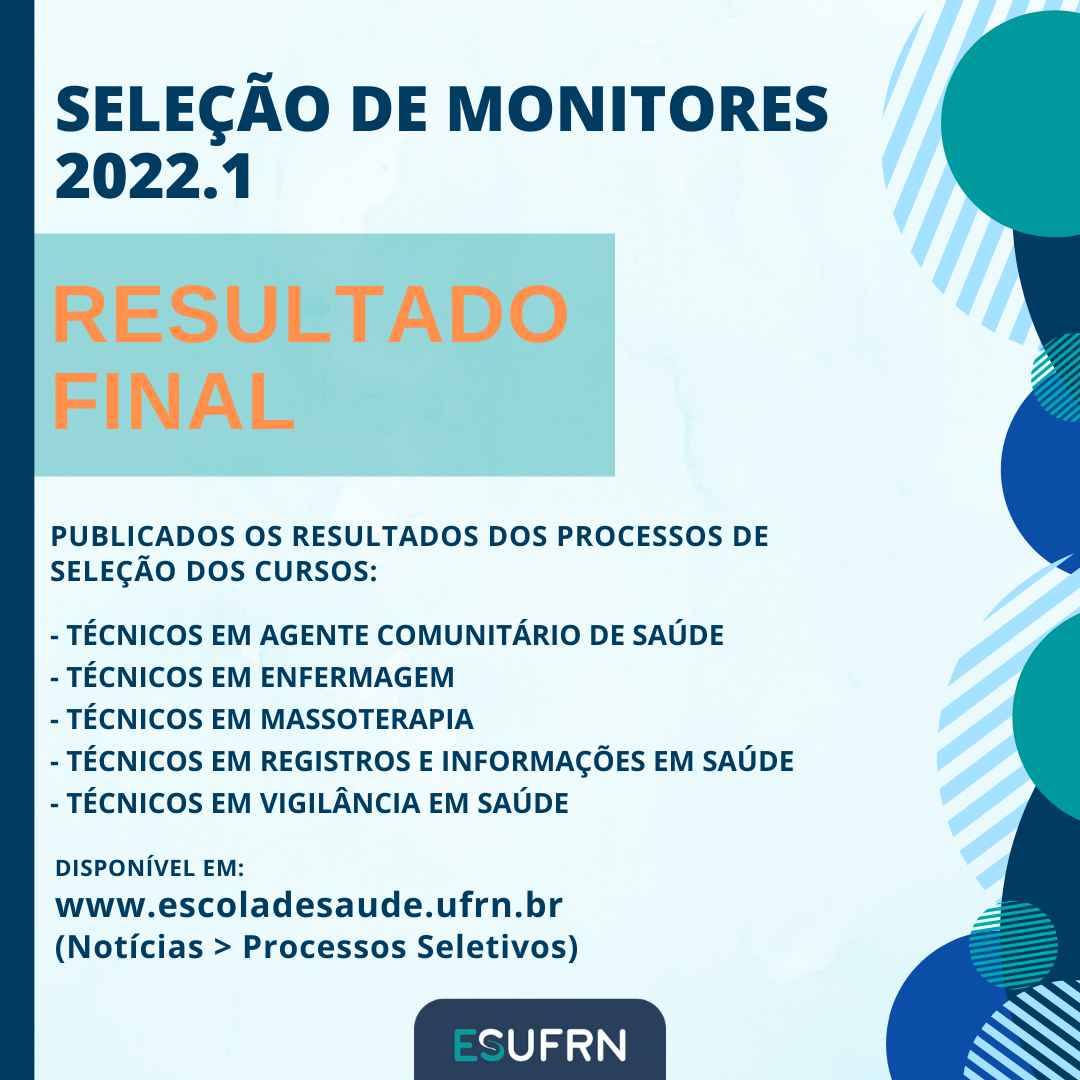 SELEÇÃO DE MONITORES
2022.1
RESULTADO
FINAL
PUBLICADOS OS RESULTADOS DOS PROCESSOS DE
SELEÇÃO DOS CURSOS:
- TÉCNICOS EM AGENTE COMUNITÁRIO DE SAÚDE
- TÉCNICOS EM ENFERMAGEM
- TÉCNICOS EM MASSOTERAPIA
- TÉCNICOS EM REGISTROS E INFORMAÇÕES EM SAÚDE
- TÉCNICOS EM VIGILÂNCIA EM SAÚDE
DISPONÍVEL EM:
www.escoladesaude.ufrn.br
(Notícias > Processos Seletivos)
ESUFRN